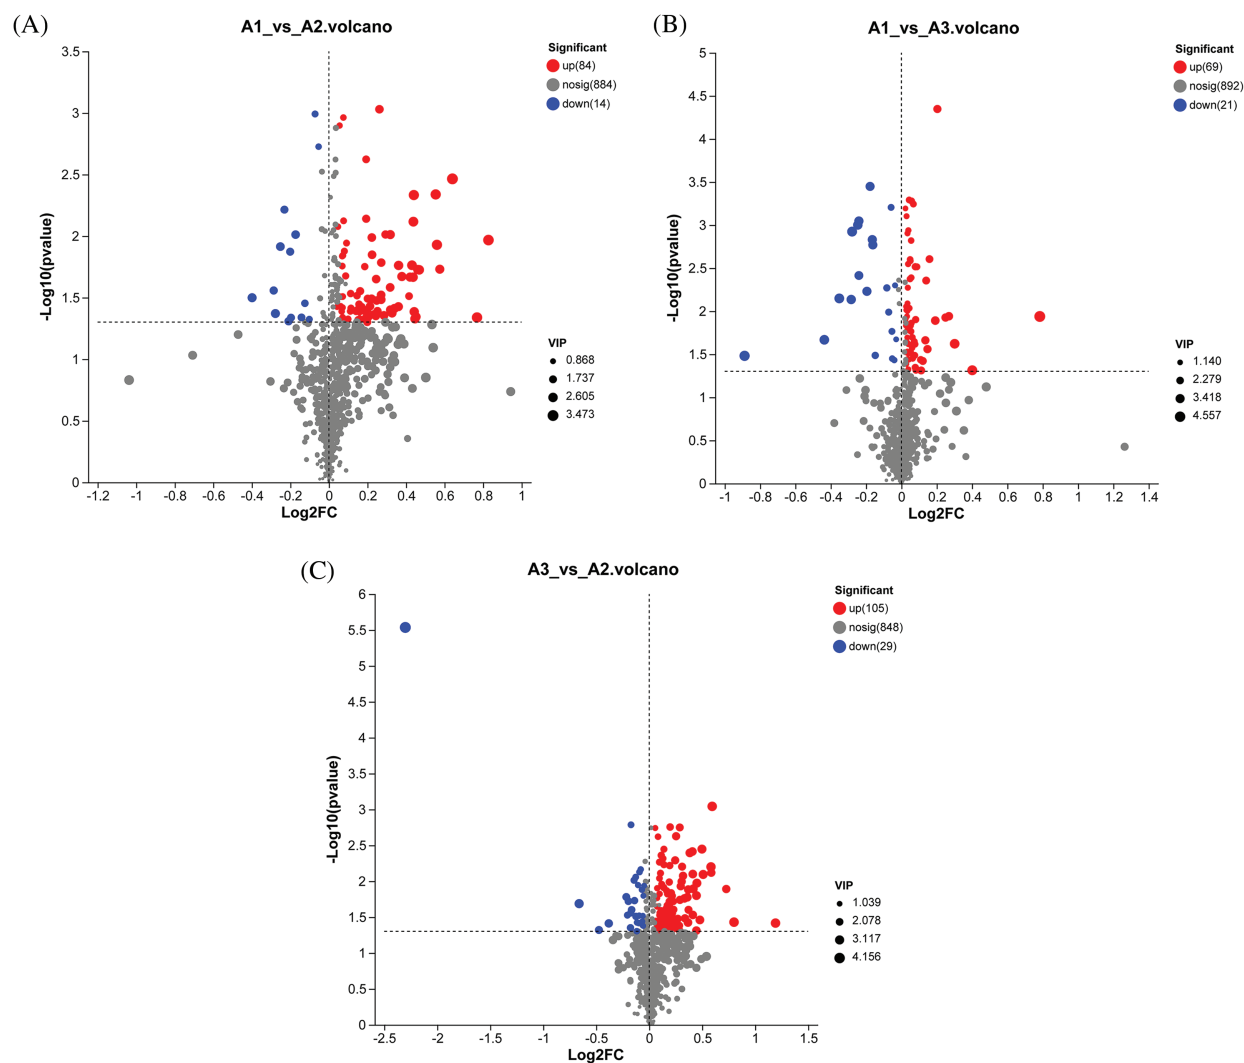 (A)
A1_vs_A2.volcano
Significant
up(84)
nosig(884)
down(14)
3.5
3
2.5
2
1.5
1
0.5
0
-Log10(pvalue)
VIP
0.868
1.737
2.605
3.473
-1.2 -1 -0.8 -0.6 -0.4 -0.2 0 0.2 0.4 0.6 0.8 1
Log2FC
(B)
A1_vs_A3.volcano
Significant
up(69)
nosig(892)
down(21)
5
4.5
4
3.5
3
2.5
2
1.5
1
0.5
0
-Log10(pvalue)
VIP
1.140
2.279
3.418
4.557
-1 -0.8 -0.6 -0.4 -0.2 0 0.2 0.4 0.6 0.8 1 1.2 1.4
Log2FC
(C)
A3_vs_A2.volcano
Significant
up(105)
nosig(848)
down(29)
6
5.5
5
4.5
4
3.5
3
2.5
2
1.5
1
0.5
0
-Log10(pvalue)
VIP
1.039
2.078
3.117
4.156
-2.5 -2 -1.5 -1 -0.5 0 0.5 1 1.5
Log2FC